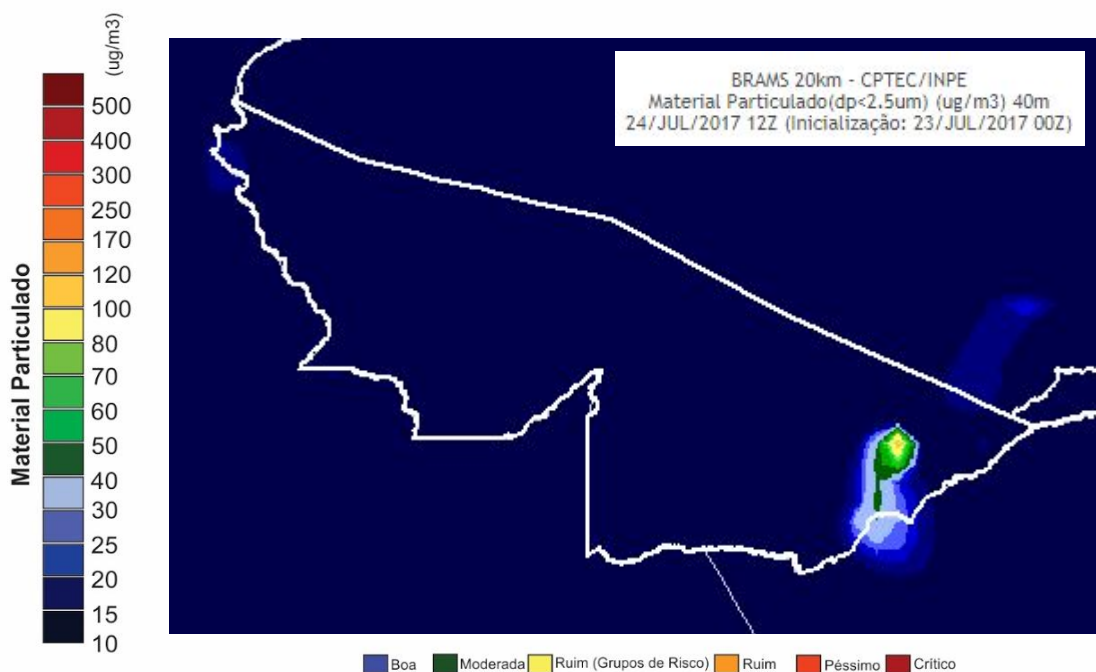 (ug/m3)
500
400
300
250
170
120
100
80
70
60
50
40
30
25
20
15
10
Material Particulado
BRAMS 20km - CPTEC/INPE
Material Particulado(dp<2.5um) (ug/m3) 40m
24/JUL/2017 12Z (Inicialização: 23/JUL/2017 00Z)
Boa Moderada Ruim (Grupos de Risco) Ruim Péssimo Crítico